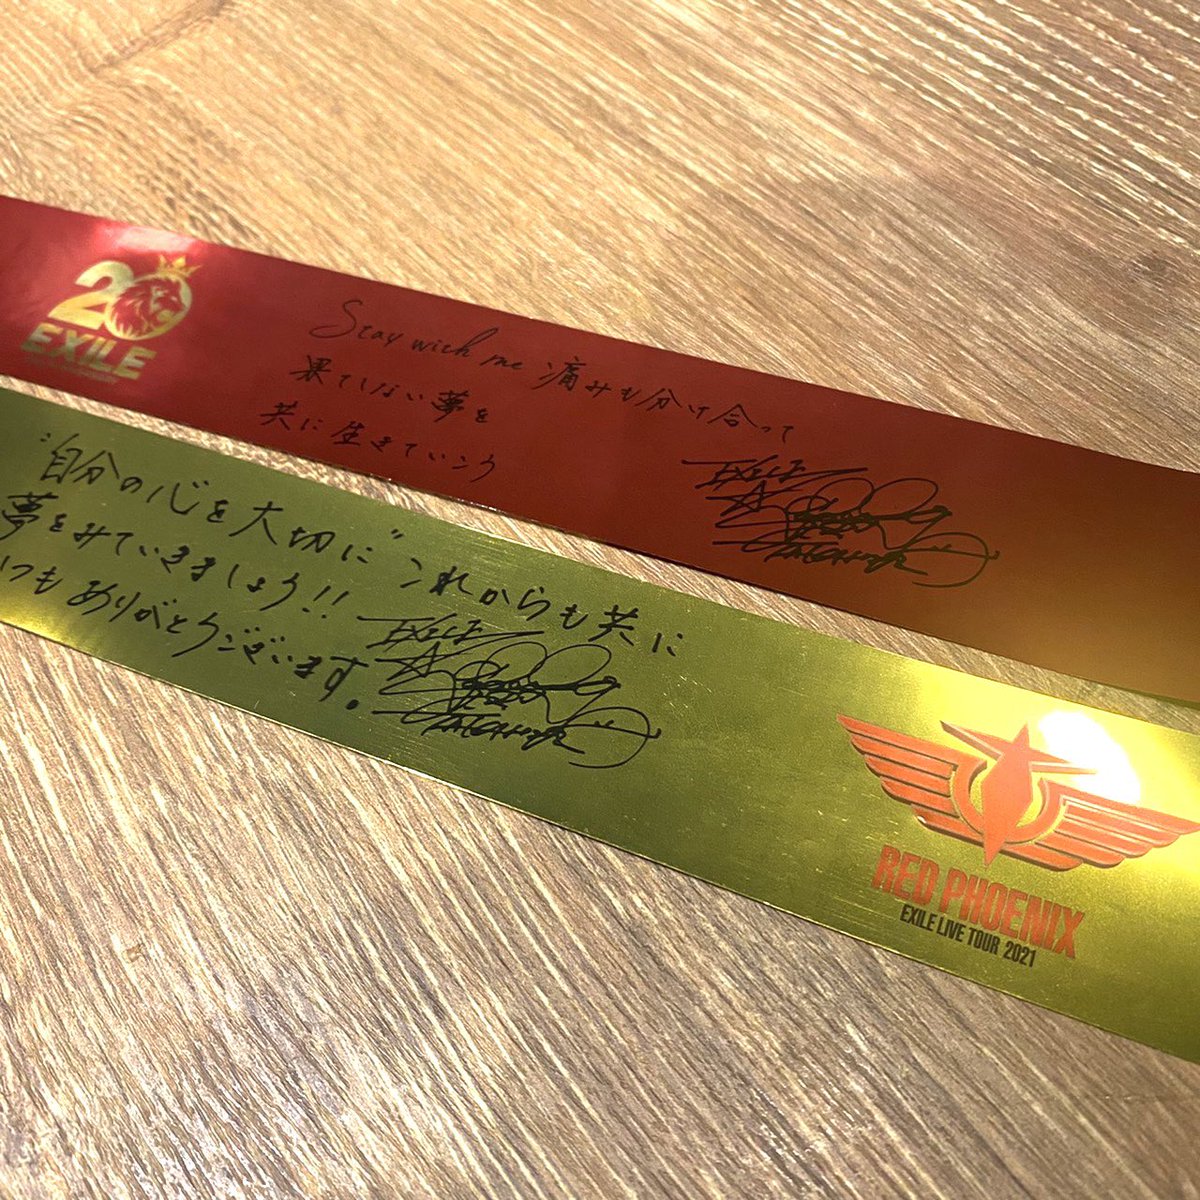 20
EXILE
Stay with me 痛みも分け合って
果てしない夢を
共に生きていこう
EXILE
"自分の心を大切に" これからも共に
夢をみていきましょう!!
いつもありがとうございます。
EXILE
RED PHOENIX
EXILE LIVE TOUR 2021